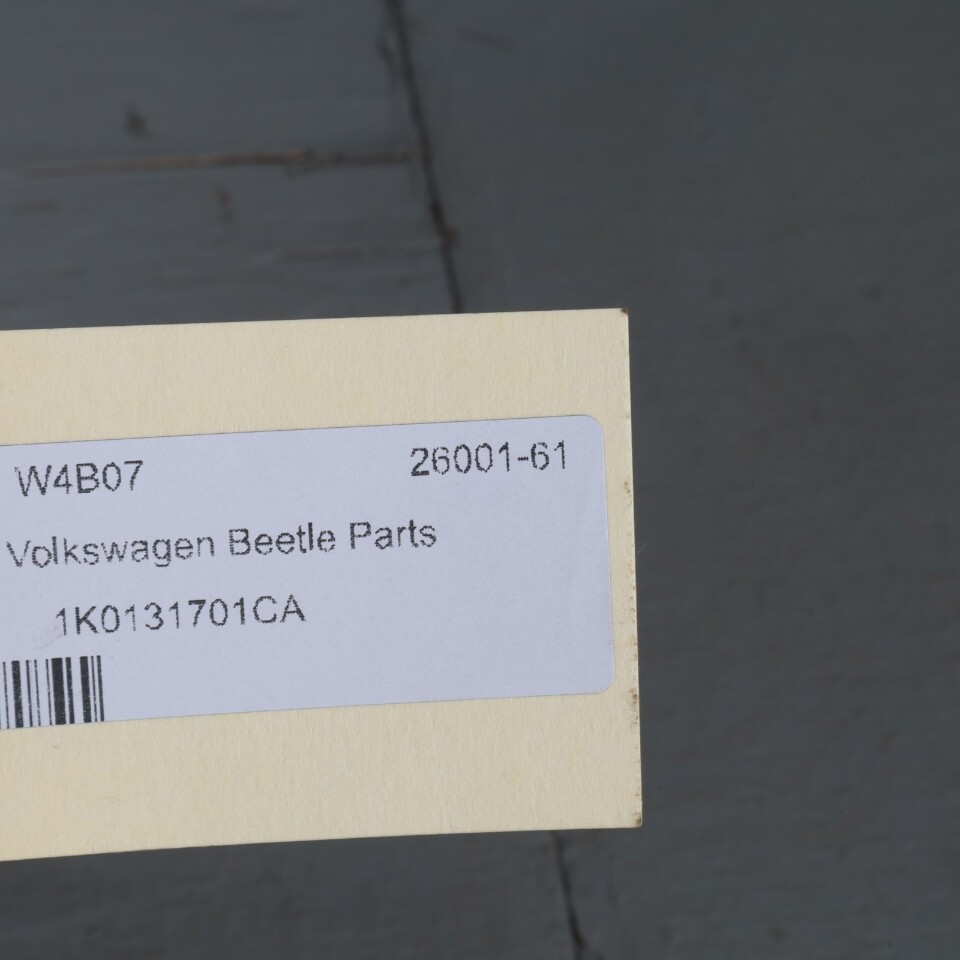 W4B07 26001-61
Volkswagen Beetle Parts
1K0131701CA